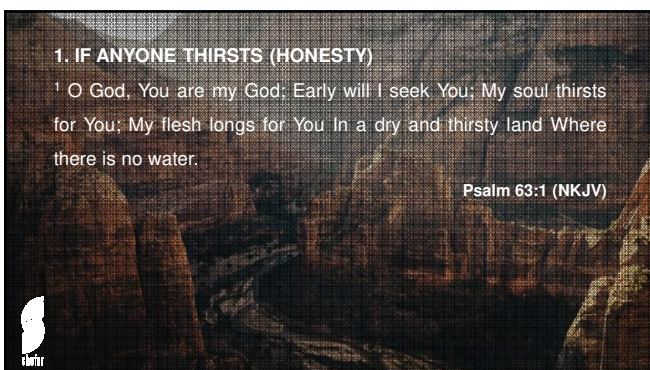 1. IF ANYONE THIRSTS (HONESTY)
1 O God, You are my God; Early will I seek You; My soul thirsts
for You; My flesh longs for You In a dry and thirsty land Where
there is no water.
Psalm 63:1 (NKJV)
shofar